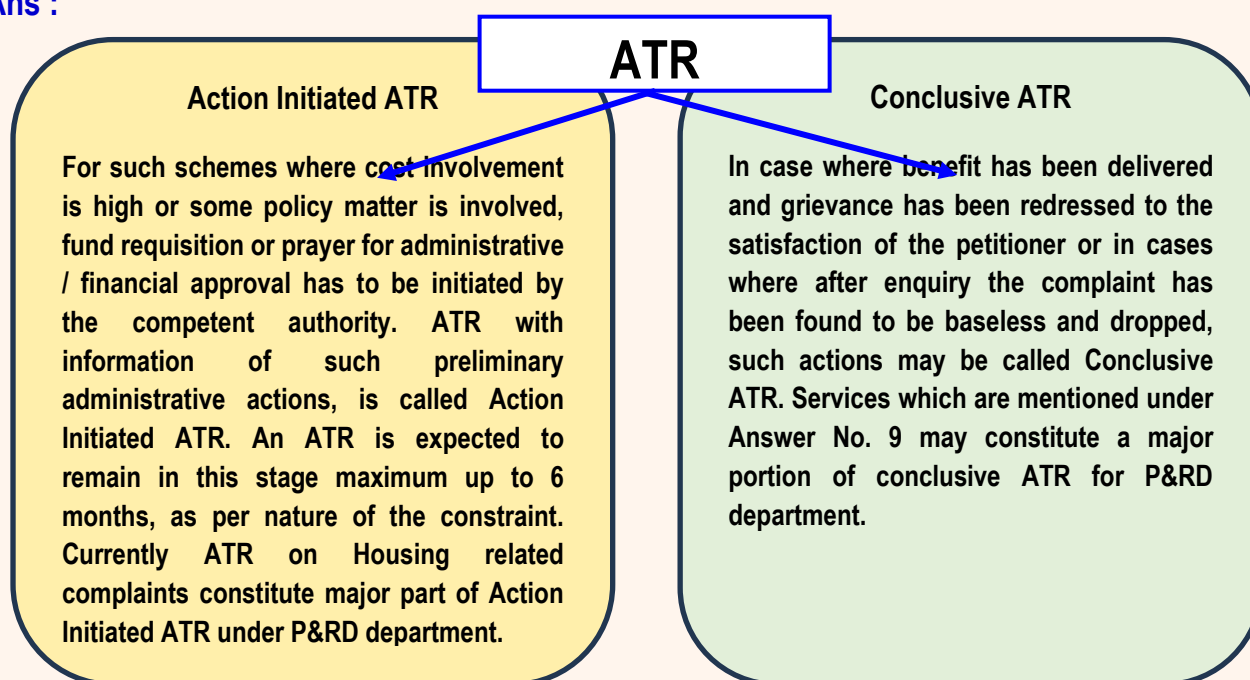 Ans :
ATR
Action Initiated ATR
For such schemes where cost involvement
is high or some policy matter is involved,
fund requisition or prayer for administrative
/ financial approval has to be initiated by
the competent authority. ATR with
information of such preliminary
administrative actions, is called Action
Initiated ATR. An ATR is expected to
remain in this stage maximum up to 6
months, as per nature of the constraint.
Currently ATR on Housing related
complaints constitute major part of Action
Initiated ATR under P&RD department.
Conclusive ATR
In case where benefit has been delivered
and grievance has been redressed to the
satisfaction of the petitioner or in cases
where after enquiry the complaint has
been found to be baseless and dropped,
such actions may be called Conclusive
ATR. Services which are mentioned under
Answer No. 9 may constitute a major
portion of conclusive ATR for P&RD
department.